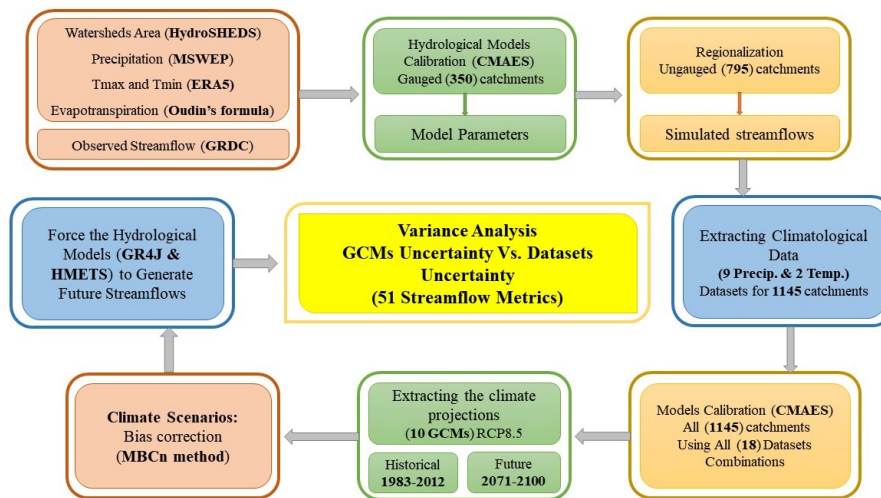 Watersheds Area (HydroSHEDS)
Precipitation (MSWEP)
Tmax and Tmin (ERA5)
Evapotranspiration (Oudin's formula)
Observed Streamflow (GRDC)
Hydrological Models
Calibration (CMAES)
Gauged (350) catchments
Model Parameters
Regionalization
Ungauged (795) catchments
Simulated streamflows
Extracting Climatological
Data
(9 Precip. & 2 Temp.)
Datasets for 1145 catchments
Models Calibration (CMAES)
All (1145) catchments
Using All (18) Datasets
Combinations
Extracting the climate
projections
(10 GCMs) RCP8.5
Historical
1983-2012
Future
2071-2100
Climate Scenarios:
Bias correction
(MBCn method)
Force the Hydrological
Models (GR4J &
HMETS) to Generate
Future Streamflows
Variance Analysis
GCMs Uncertainty Vs. Datasets
Uncertainty
(51 Streamflow Metrics)